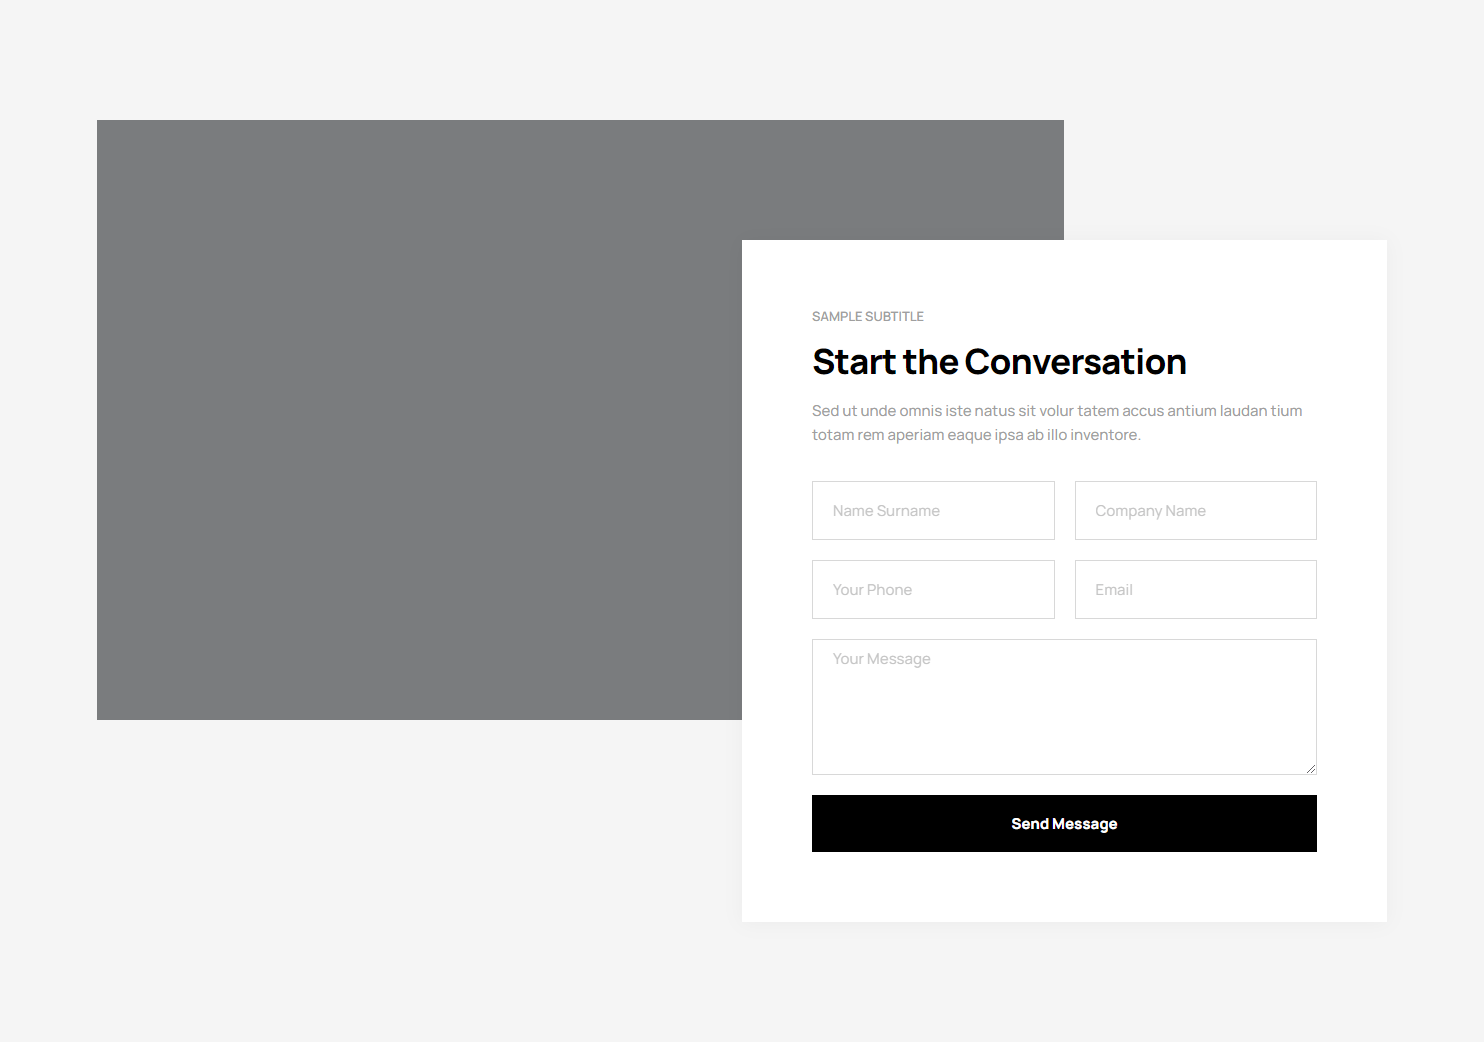 SAMPLE SUBTITLE
Start the Conversation
Sed ut unde omnis iste natus sit volur tatem accus antium laudan tium
totam rem aperiam eaque ipsa ab illo inventore.
Name Surname
Company Name
Your Phone
Email
Your Message
Send Message